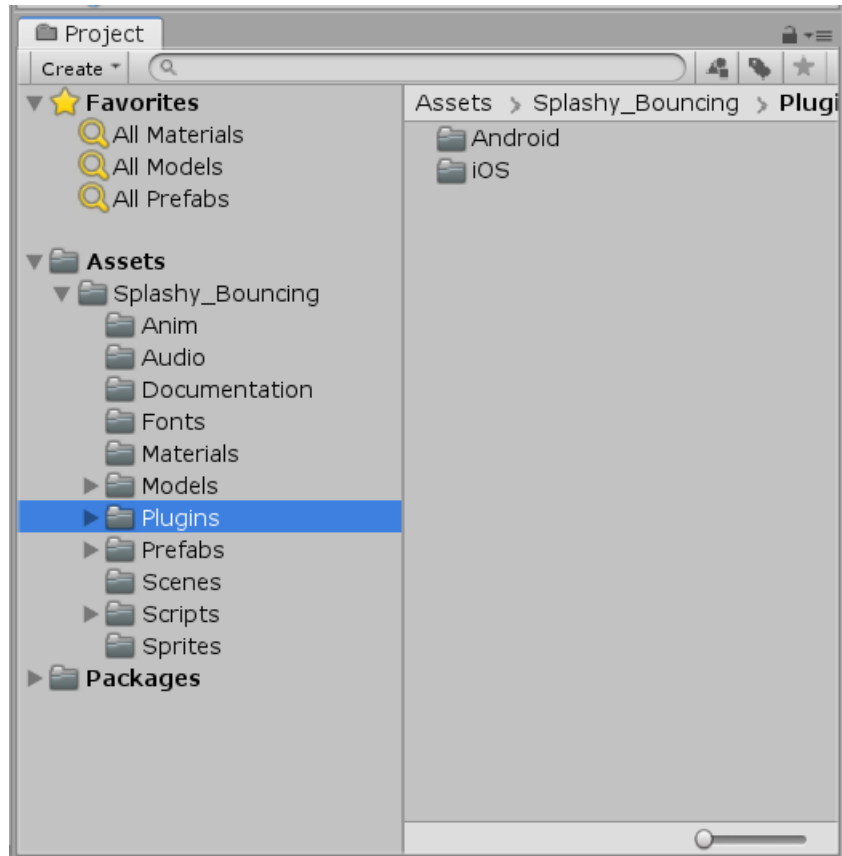 Project
Create
Favorites
All Materials
All Models
All Prefabs
Assets
Splashy_Bouncing
Anim
Audio
Documentation
Fonts
Materials
Models
Plugins
Prefabs
Scenes
Scripts
Sprites
Packages
Assets > Splashy_Bouncing > Plugi
Android
iOS